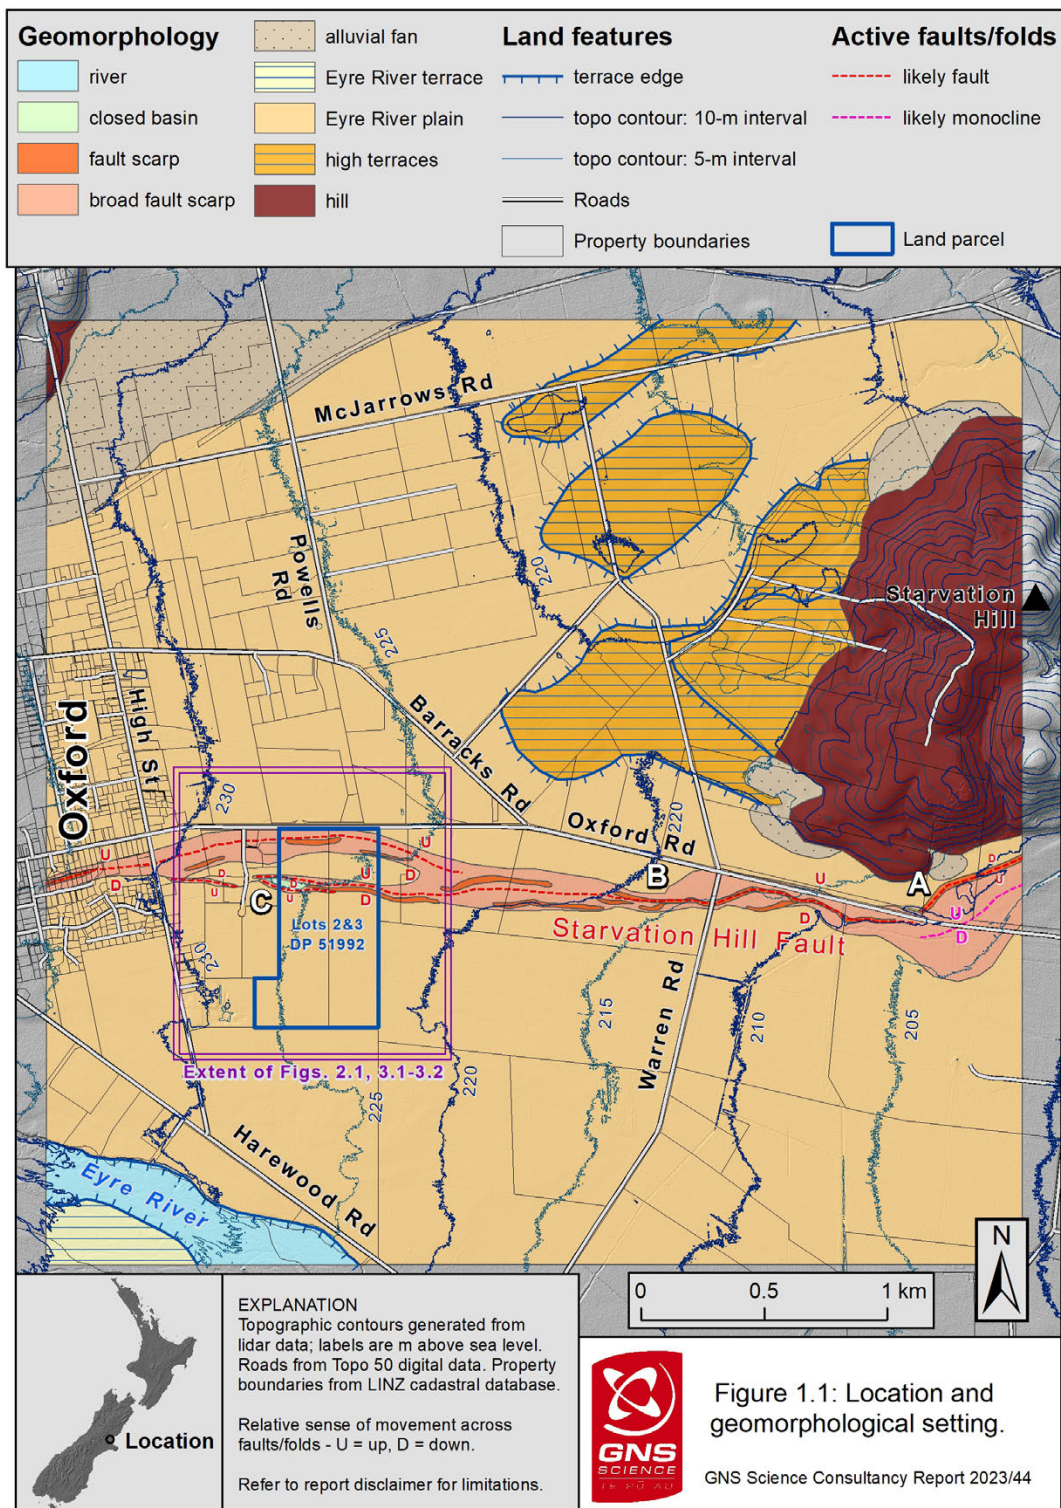 Geomorphology
river
closed basin
fault scarp
broad fault scarp
alluvial fan
Eyre River terrace
Eyre River plain
high terraces
hill
Land features
terrace edge
topo contour: 10-m interval
topo contour: 5-m interval
Roads
Property boundaries
Active faults/folds
likely fault
likely monocline
Land parcel
McJarrows Rd
Powells
Rd
220
225
Starvation
Hill
Oxford
High St
Barracks Rd
230
220
Oxford Rd
U
D
U
D
U
D
D
U
D
U
U
D
U
D
D
U
U
D
A
B
C
Lots 2&3
DP 51992
Starvation Hill Fault
230
Warren Rd
215
210
205
Extent of Figs. 2.1, 3.1-3.2
220
225
Harewood Rd
Eyre River
N
0 0.5 1 km
Location
EXPLANATION
Topographic contours generated from
lidar data; labels are m above sea level.
Roads from Topo 50 digital data. Property
boundaries from LINZ cadastral database.
Relative sense of movement across
faults/folds - U = up, D = down.
Refer to report disclaimer for limitations.
GNS
SCIENCE
TE PŪ AO
Figure 1.1: Location and
geomorphological setting.
GNS Science Consultancy Report 2023/44